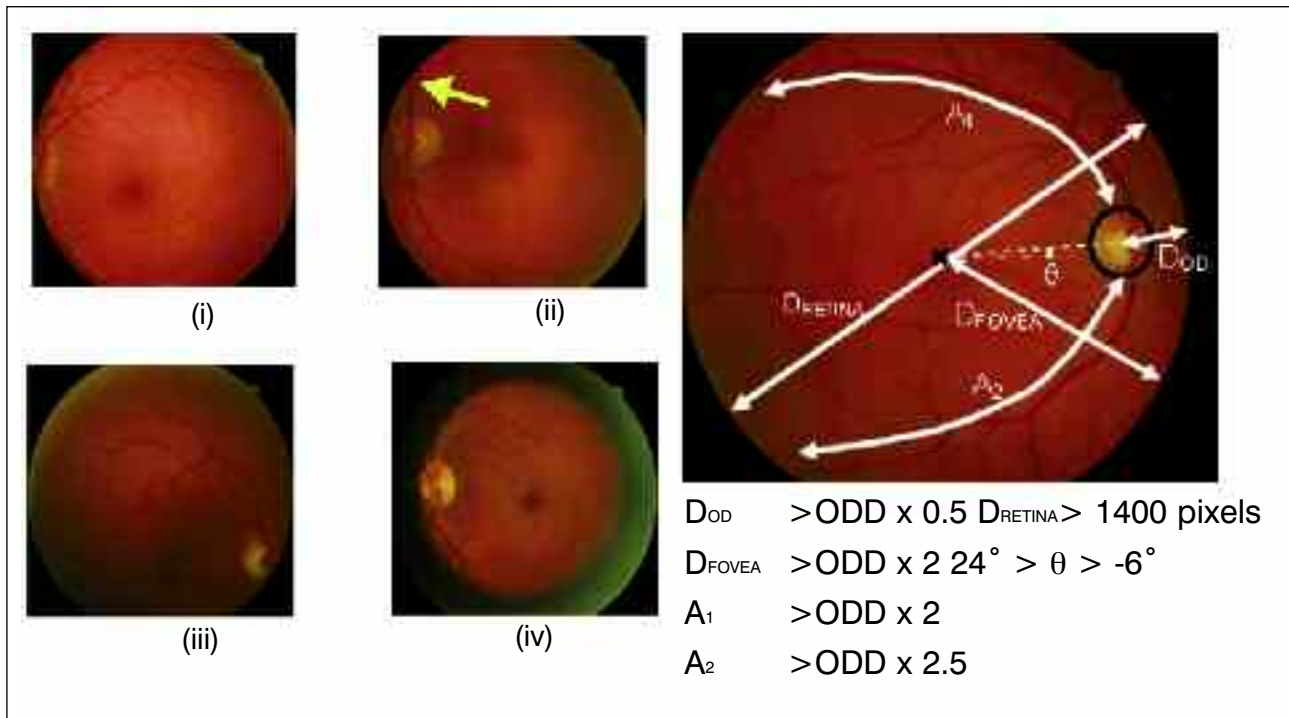 (i)
(ii)
(iii)
(iv)
A1
DRETINA
DFOVEA
θ
DOD
A2
DOD >ODD x 0.5 DRETINA> 1400 pixels
DFOVEA >ODD x 2 24° > θ > -6°
A1 >ODD x 2
A2 >ODD x 2.5